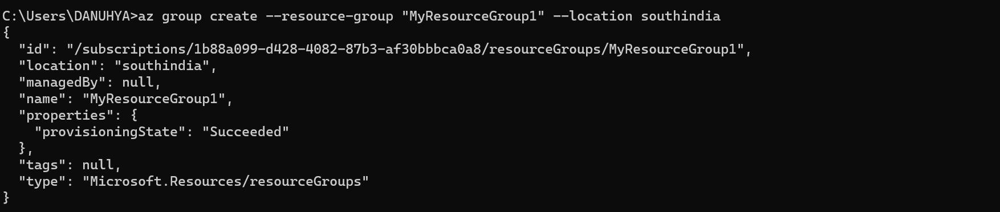 C:\Users\DANUHYA>az group create --resource-group "MyResourceGroup1" --location southindia
{
  "id": "/subscriptions/1b88a099-d428-4082-87b3-af30bbbca0a8/resourceGroups/MyResourceGroup1",
  "location": "southindia",
  "managedBy": null,
  "name": "MyResourceGroup1",
  "properties": {
    "provisioningState": "Succeeded"
  },
  "tags": null,
  "type": "Microsoft.Resources/resourceGroups"
}